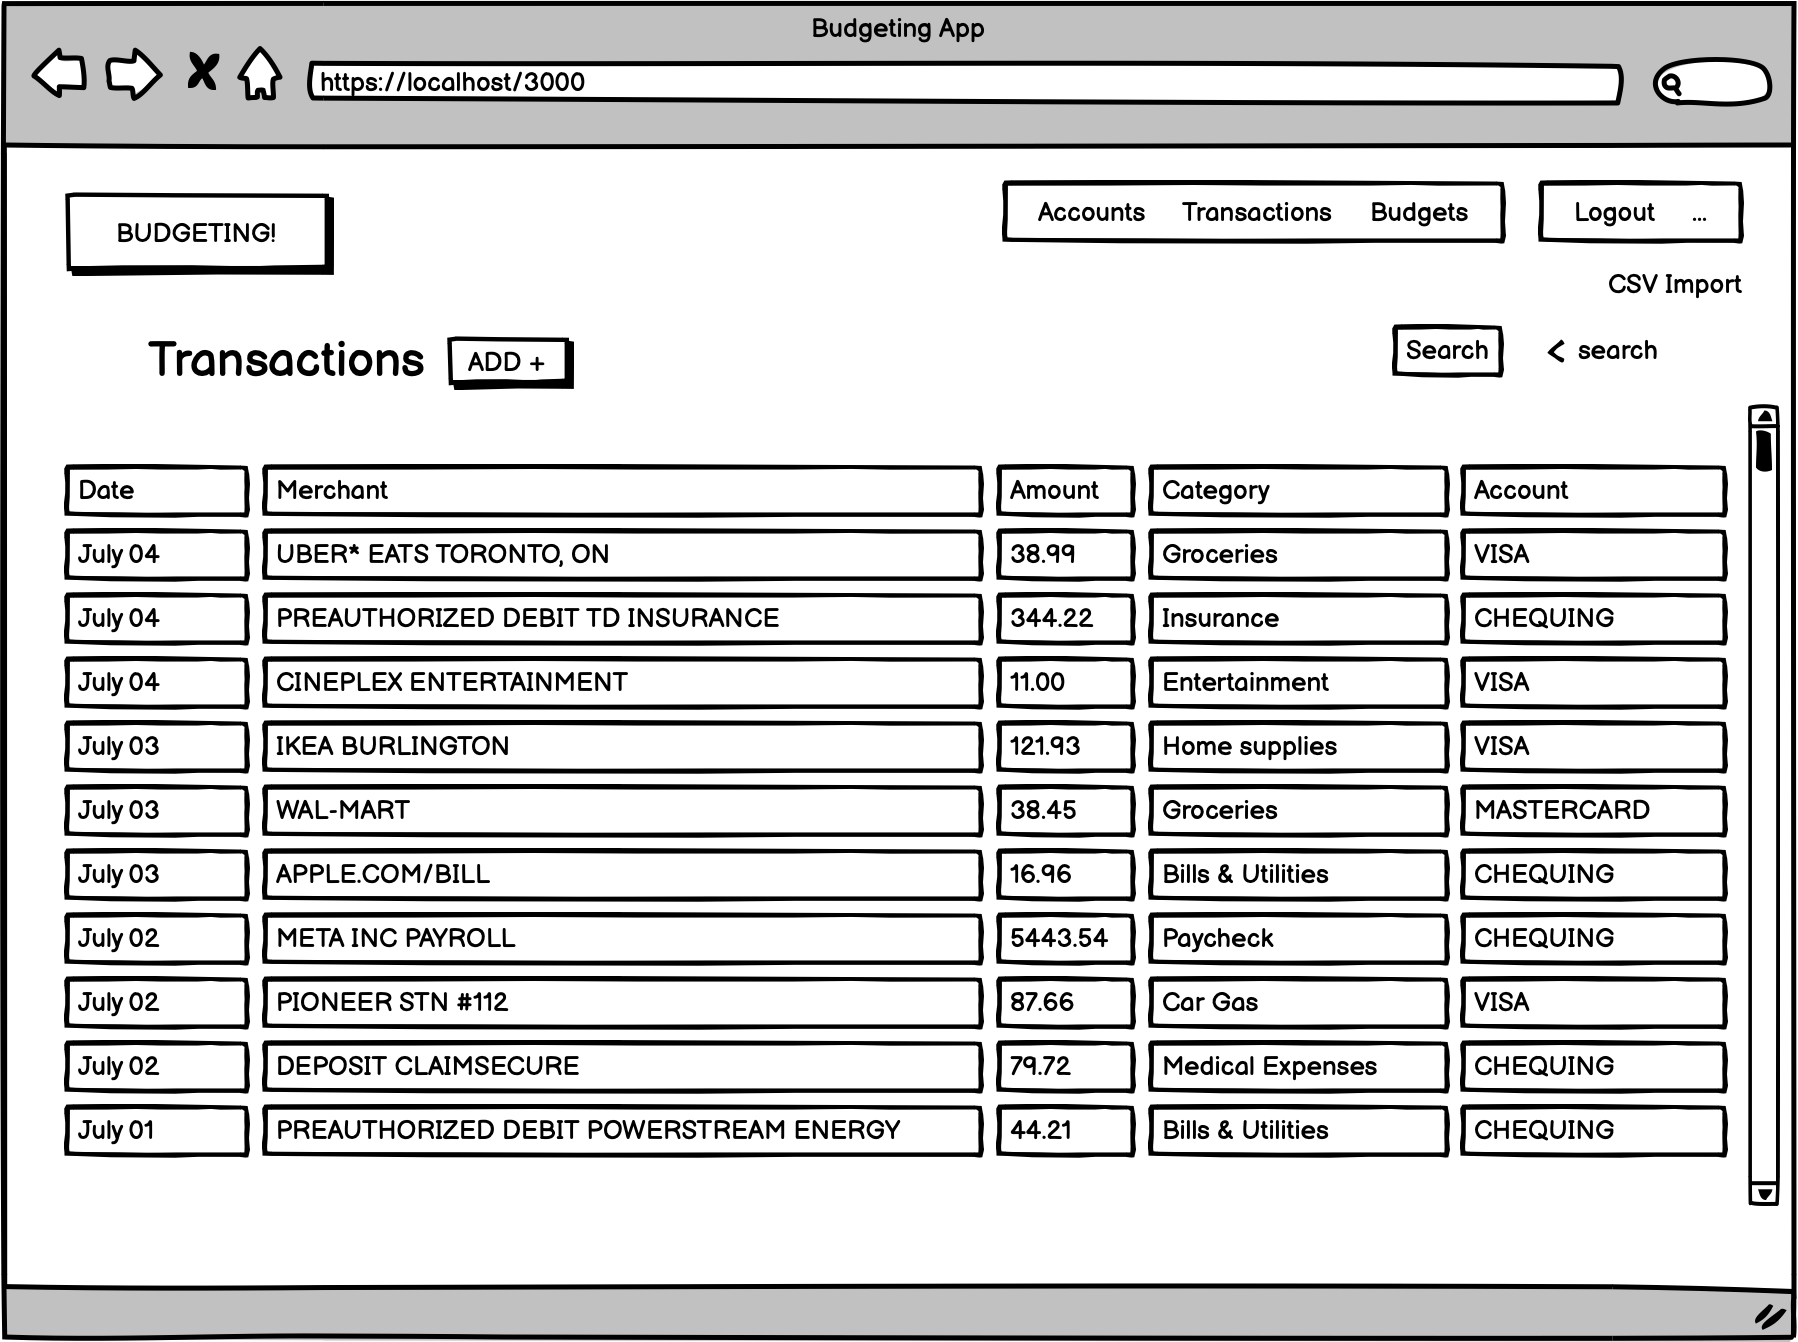 Budgeting App
https://localhost/3000
BUDGETING!
Accounts Transactions Budgets Logout ...
CSV Import
Transactions ADD + Search < search
Date Merchant Amount Category Account
July 04 UBER* EATS TORONTO, ON 38.99 Groceries VISA
July 04 PREAUTHORIZED DEBIT TD INSURANCE 344.22 Insurance CHEQUING
July 04 CINEPLEX ENTERTAINMENT 11.00 Entertainment VISA
July 03 IKEA BURLINGTON 121.93 Home supplies VISA
July 03 WAL-MART 38.45 Groceries MASTERCARD
July 03 APPLE.COM/BILL 16.96 Bills & Utilities CHEQUING
July 02 META INC PAYROLL 5443.54 Paycheck CHEQUING
July 02 PIONEER STN #112 87.66 Car Gas VISA
July 02 DEPOSIT CLAIMSECURE 79.72 Medical Expenses CHEQUING
July 01 PREAUTHORIZED DEBIT POWERSTREAM ENERGY 44.21 Bills & Utilities CHEQUING